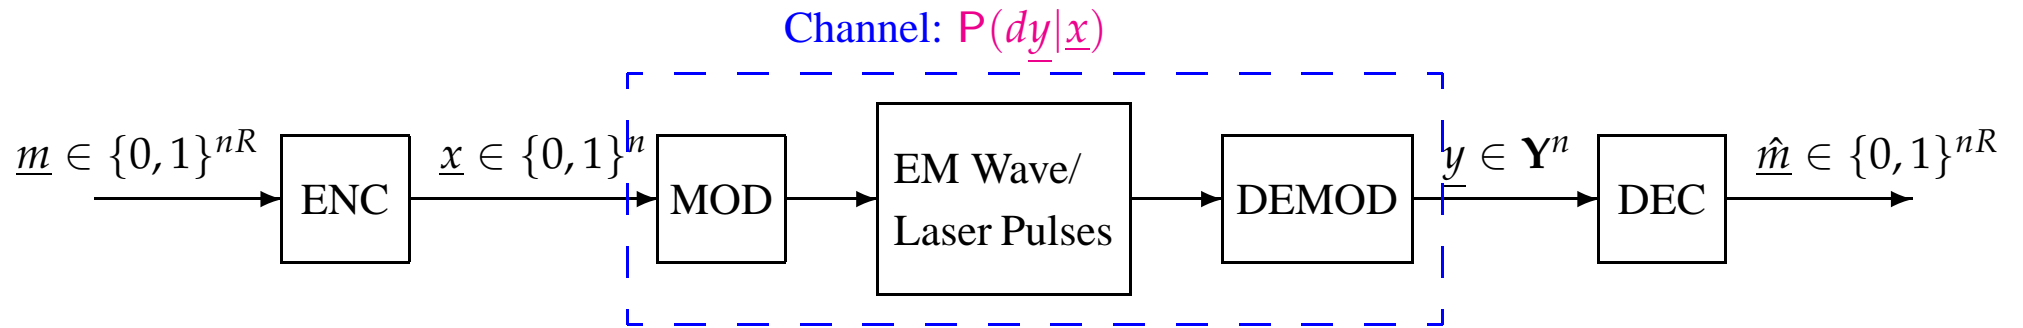 Channel: P(dy|x)
m ∈ {0, 1}^{nR}
ENC
x ∈ {0, 1}^n
MOD
EM Wave/
Laser Pulses
DEMOD
y ∈ Y^n
DEC
m̂ ∈ {0, 1}^{nR}